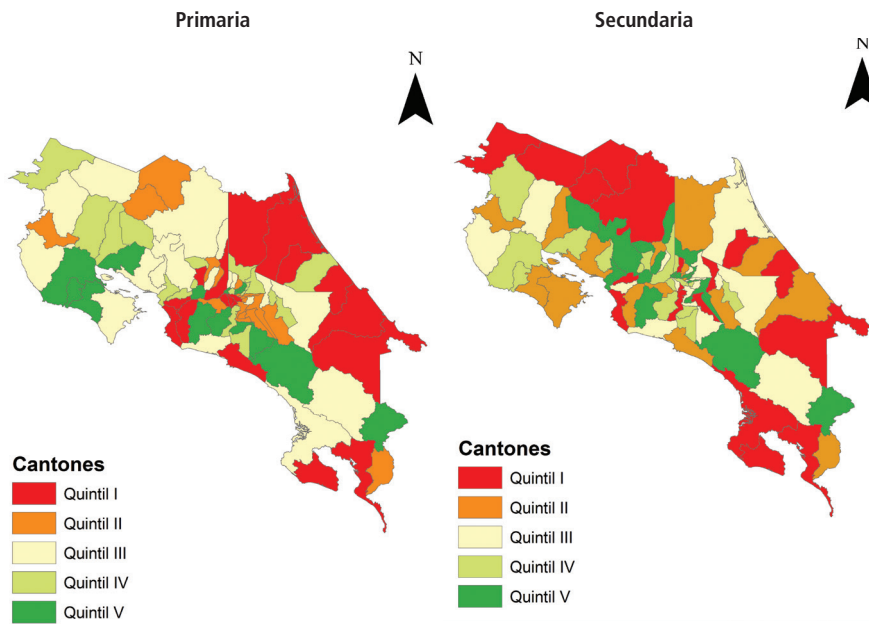 Primaria
N
Cantones
Quintil I
Quintil II
Quintil III
Quintil IV
Quintil V
Secundaria
N
Cantones
Quintil I
Quintil II
Quintil III
Quintil IV
Quintil V